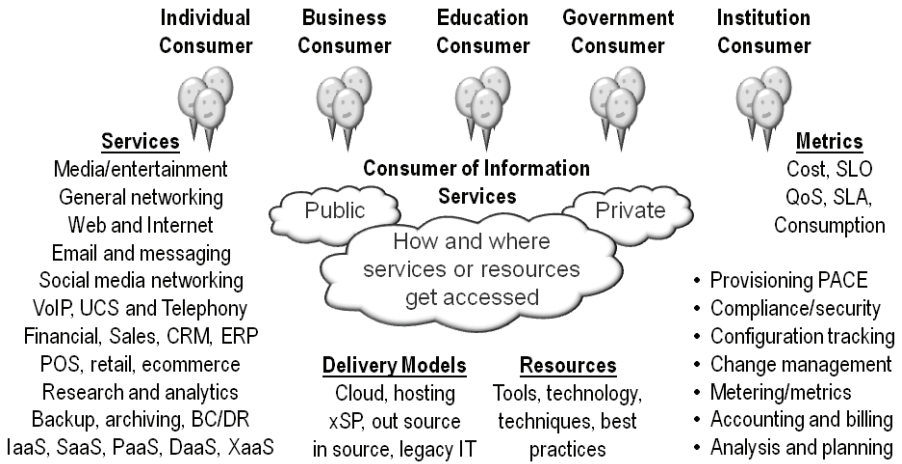 Individual
Consumer
Business
Consumer
Education
Consumer
Government
Consumer
Institution
Consumer
Services
Media/entertainment
General networking
Web and Internet
Email and messaging
Social media networking
VoIP, UCS and Telephony
Financial, Sales, CRM, ERP
POS, retail, ecommerce
Research and analytics
Backup, archiving, BC/DR
IaaS, SaaS, PaaS, DaaS, XaaS
Consumer of Information
Services
Public
Private
How and where
services or resources
get accessed
Delivery Models
Cloud, hosting
xSP, out source
in source, legacy IT
Resources
Tools, technology,
techniques, best
practices
Metrics
Cost, SLO
QoS, SLA,
Consumption
• Provisioning PACE
• Compliance/security
• Configuration tracking
• Change management
• Metering/metrics
• Accounting and billing
• Analysis and planning